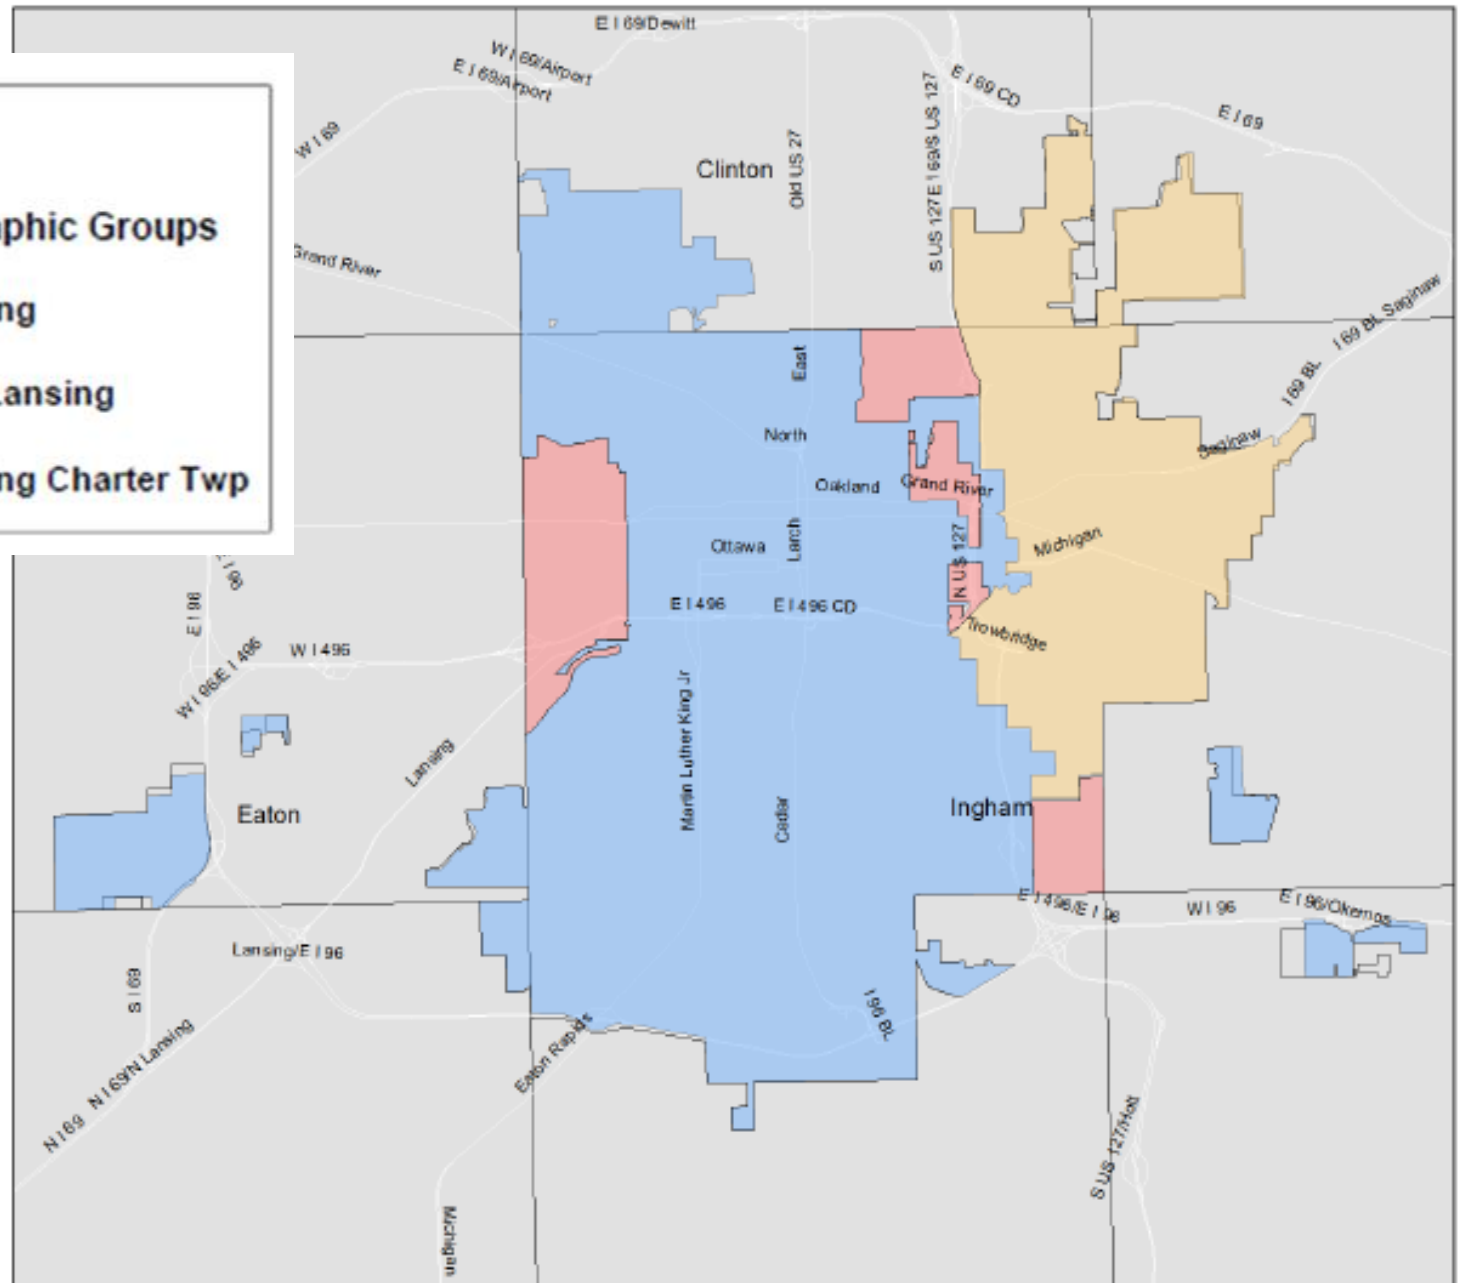 E I 69/Dewitt
W I 69/Airport
E I 69/Airport
E I 69 CD
E I 69
W I 69
Clinton
Old US 27
S US 127E I 69/S US 127
phic Groups
Grand River
ng
I 69 BL Saginaw
East
I 69 BL
ansing
North
Saginaw
ng Charter Twp
Oakland
Grand River
Ottawa
Larch
N US 127
Michigan
E I 96
E I 496
E I 496 CD
Trowbridge
W I 496
W I 96/E I 496
Martin Luther King Jr
Lansing
Eaton
Cedar
Ingham
E I 496/E I 96
W I 96
E I 96/Okemos
Lansing/E I 96
S I 69
I 96 BL
Eaton Rapids
N I 69/N Lansing
N I 69
S US 127/Holt
Michigan